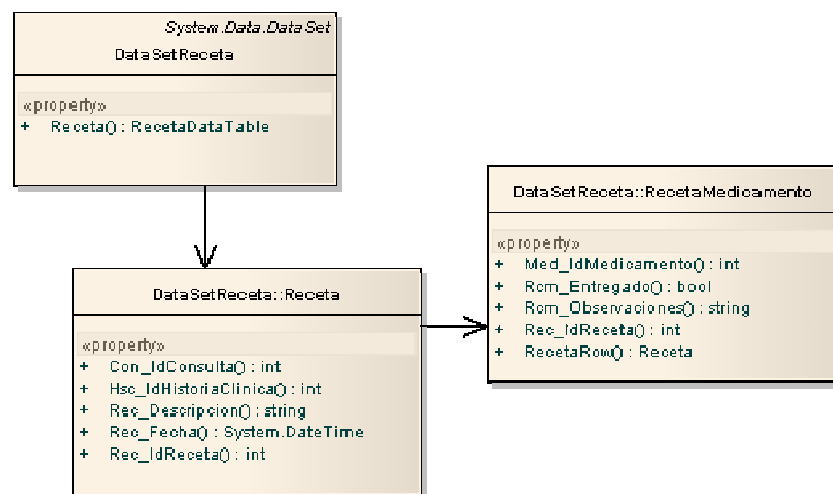 System.Data.DataSet
DataSetReceta
«property»
+ Receta() : RecetaDataTable
DataSetReceta::RecetaMedicamento
«property»
+ Med_IdMedicamento() : int
+ Rcm_Entregado() : bool
+ Rcm_Observaciones() : string
+ Rec_IdReceta() : int
+ RecetaRow() : Receta
DataSetReceta::Receta
«property»
+ Con_IdConsulta() : int
+ Hsc_IdHistoriaClinica() : int
+ Rec_Descripcion() : string
+ Rec_Fecha() : System.DateTime
+ Rec_IdReceta() : int